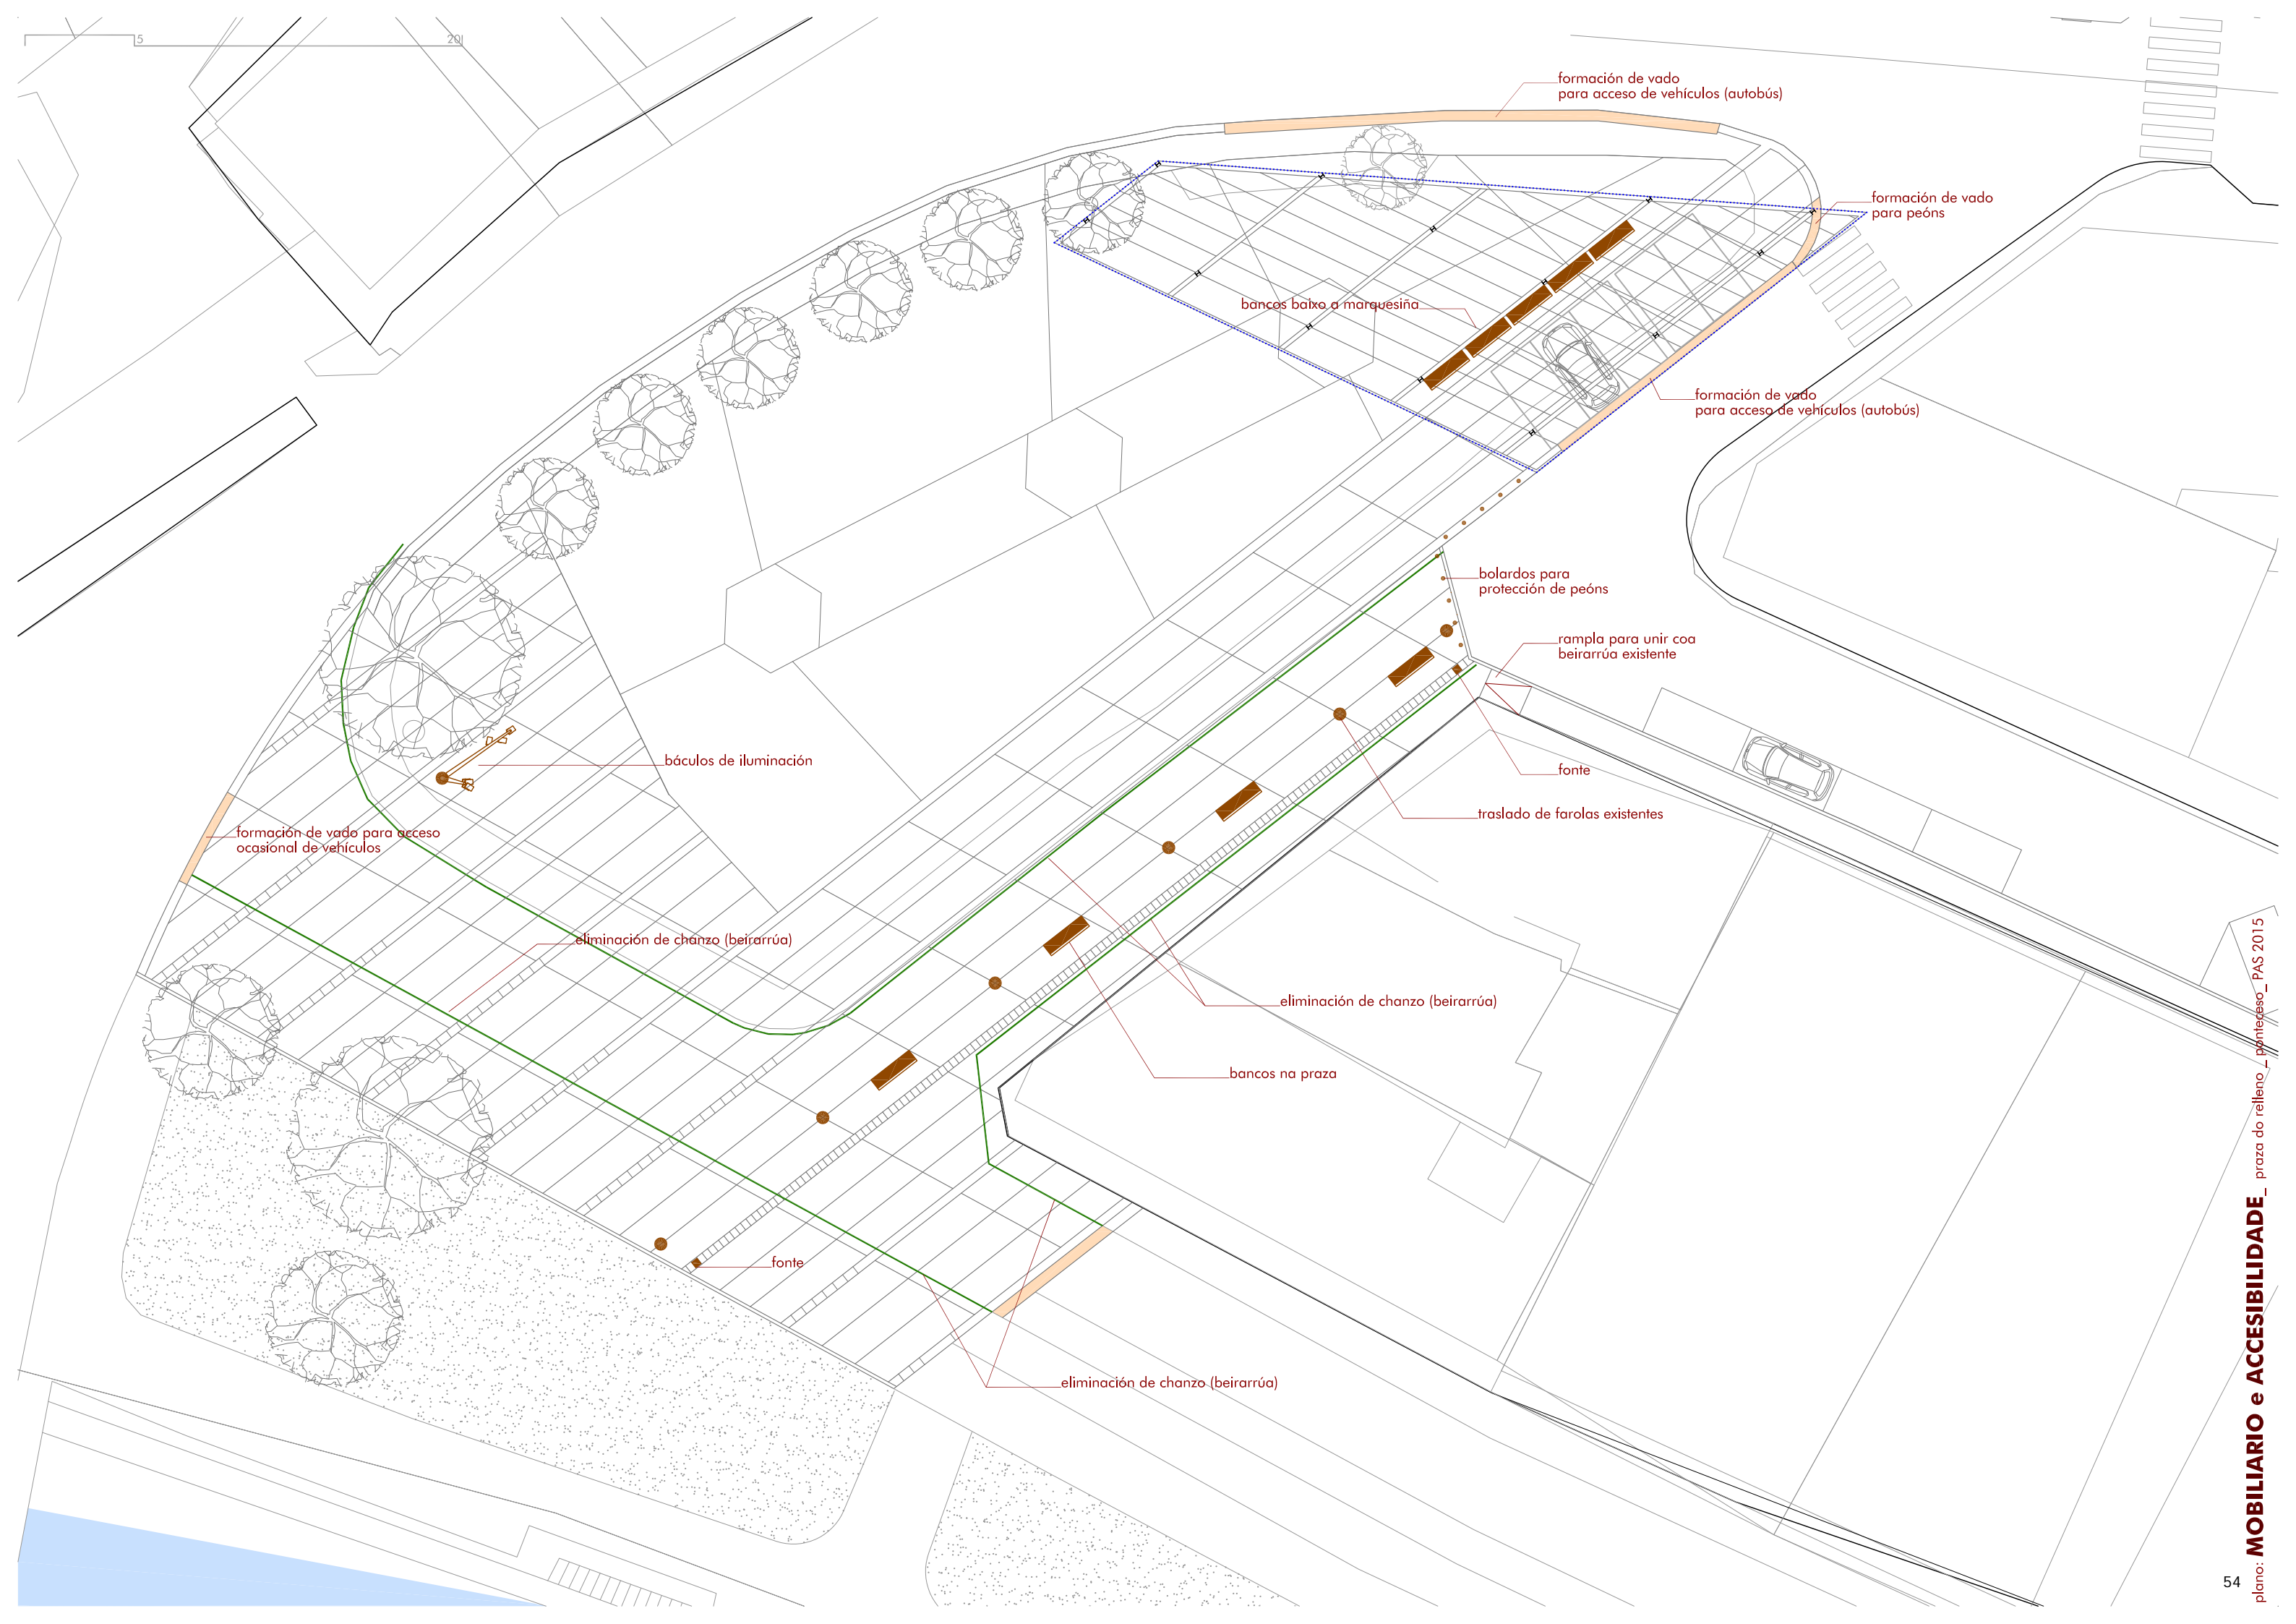 5
20
formación de vado
para acceso de vehículos (autobús)
formación de vado
para peóns
bancos baixo a marquesiña
formación de vado
para acceso de vehículos (autobús)
bolardos para
protección de peóns
rampla para unir coa
beirarrúa existente
báculos de iluminación
fonte
traslado de farolas existentes
formación de vado para acceso
ocasional de vehículos
eliminación de chanzo (beirarrúa)
eliminación de chanzo (beirarrúa)
bancos na praza
fonte
eliminación de chanzo (beirarrúa)
plano: MOBILIARIO e ACCESIBILIDADE_ praza do relleno _ ponteceso_ PAS 2015
54